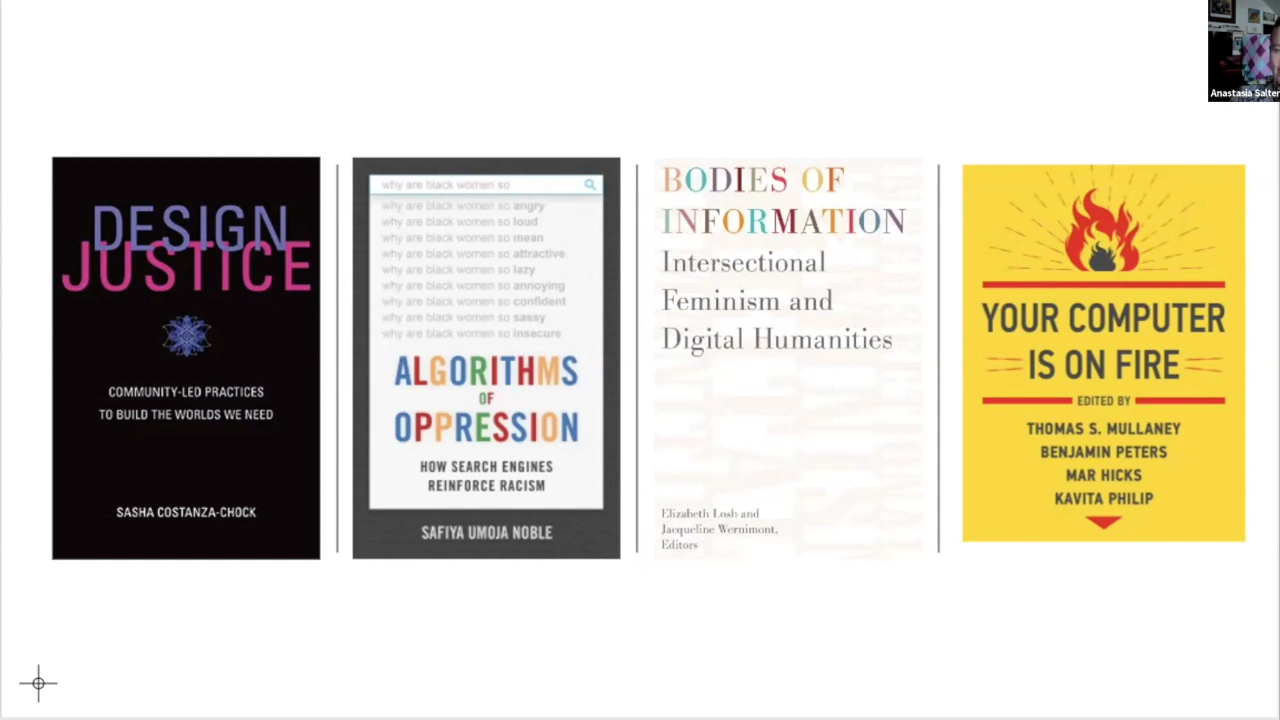 Anastasia Salter
DESIGN
JUSTICE
COMMUNITY-LED PRACTICES
TO BUILD THE WORLDS WE NEED
SASHA COSTANZA-CHOCK
why are black women so
why are black women so angry
why are black women so loud
why are black women so mean
why are black women so attractive
why are black women so lazy
why are black women so annoying
why are black women so confident
why are black women so sassy
why are black women so insecure
ALGORITHMS
OF
OPPRESSION
HOW SEARCH ENGINES
REINFORCE RACISM
SAFIYA UMOJA NOBLE
BODIES OF
INFORMATION
Intersectional
Feminism and
Digital Humanities
Elizabeth Losh and
Jacqueline Wernimont,
Editors
YOUR COMPUTER
IS ON FIRE
EDITED BY
THOMAS S. MULLANEY
BENJAMIN PETERS
MAR HICKS
KAVITA PHILIP